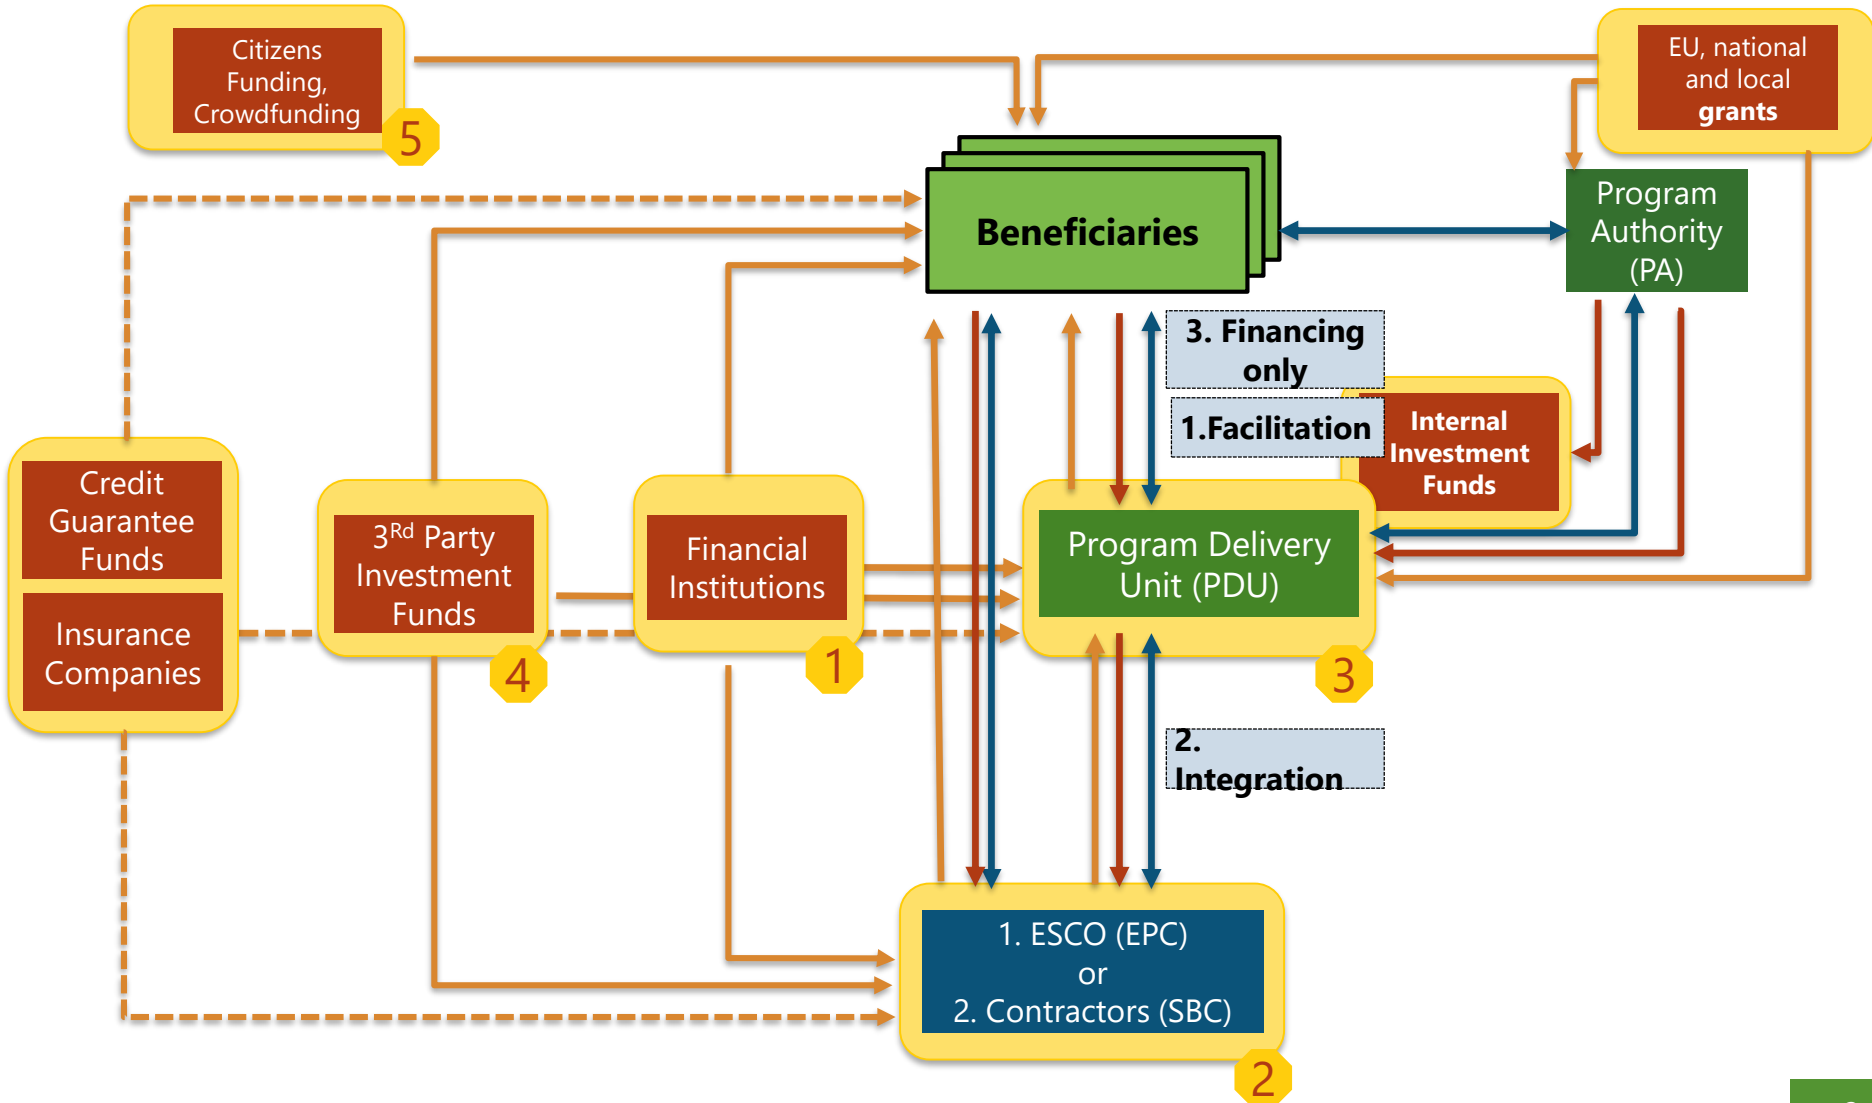 Citizens
Funding,
Crowdfunding
5
EU, national
and local
grants
Beneficiaries
Program
Authority
(PA)
3. Financing
only
1.Facilitation
Internal
Investment
Funds
Credit
Guarantee
Funds
Insurance
Companies
3Rd Party
Investment
Funds
4
Financial
Institutions
1
Program Delivery
Unit (PDU)
3
2.
Integration
1. ESCO (EPC)
or
2. Contractors (SBC)
2